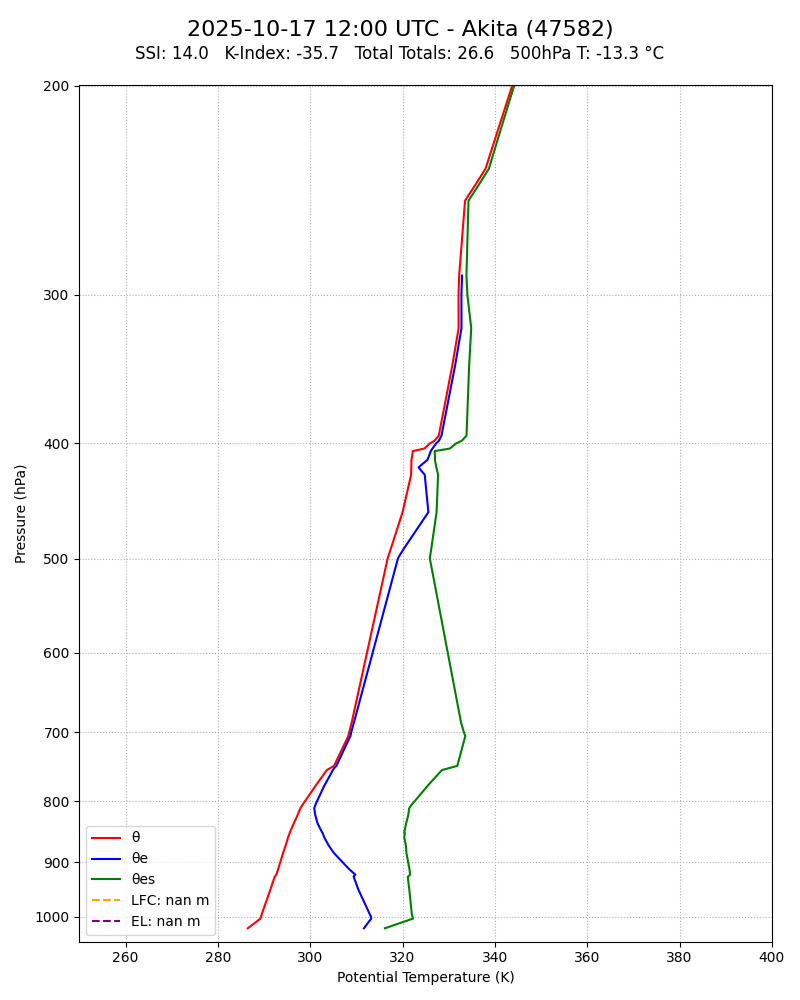 2025-10-17 12:00 UTC - Akita (47582)
SSI: 14.0   K-Index: -35.7   Total Totals: 26.6   500hPa T: -13.3 °C
200
300
400
500
600
700
800
900
1000
Pressure (hPa)
θ
θe
θes
LFC: nan m
EL: nan m
260 280 300 320 340 360 380 400
Potential Temperature (K)